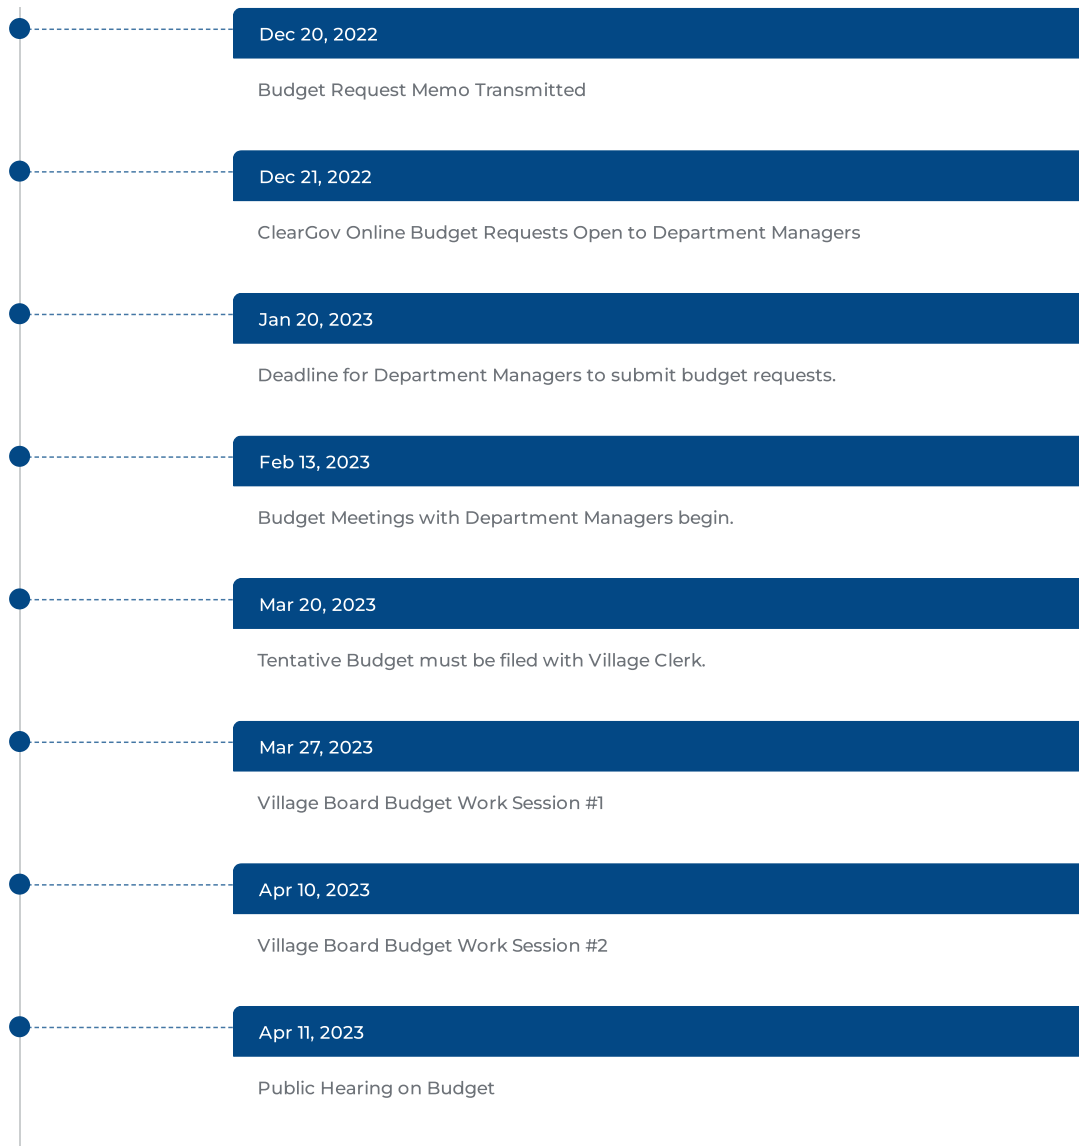 Dec 20, 2022
Budget Request Memo Transmitted
Dec 21, 2022
ClearGov Online Budget Requests Open to Department Managers
Jan 20, 2023
Deadline for Department Managers to submit budget requests.
Feb 13, 2023
Budget Meetings with Department Managers begin.
Mar 20, 2023
Tentative Budget must be filed with Village Clerk.
Mar 27, 2023
Village Board Budget Work Session #1
Apr 10, 2023
Village Board Budget Work Session #2
Apr 11, 2023
Public Hearing on Budget